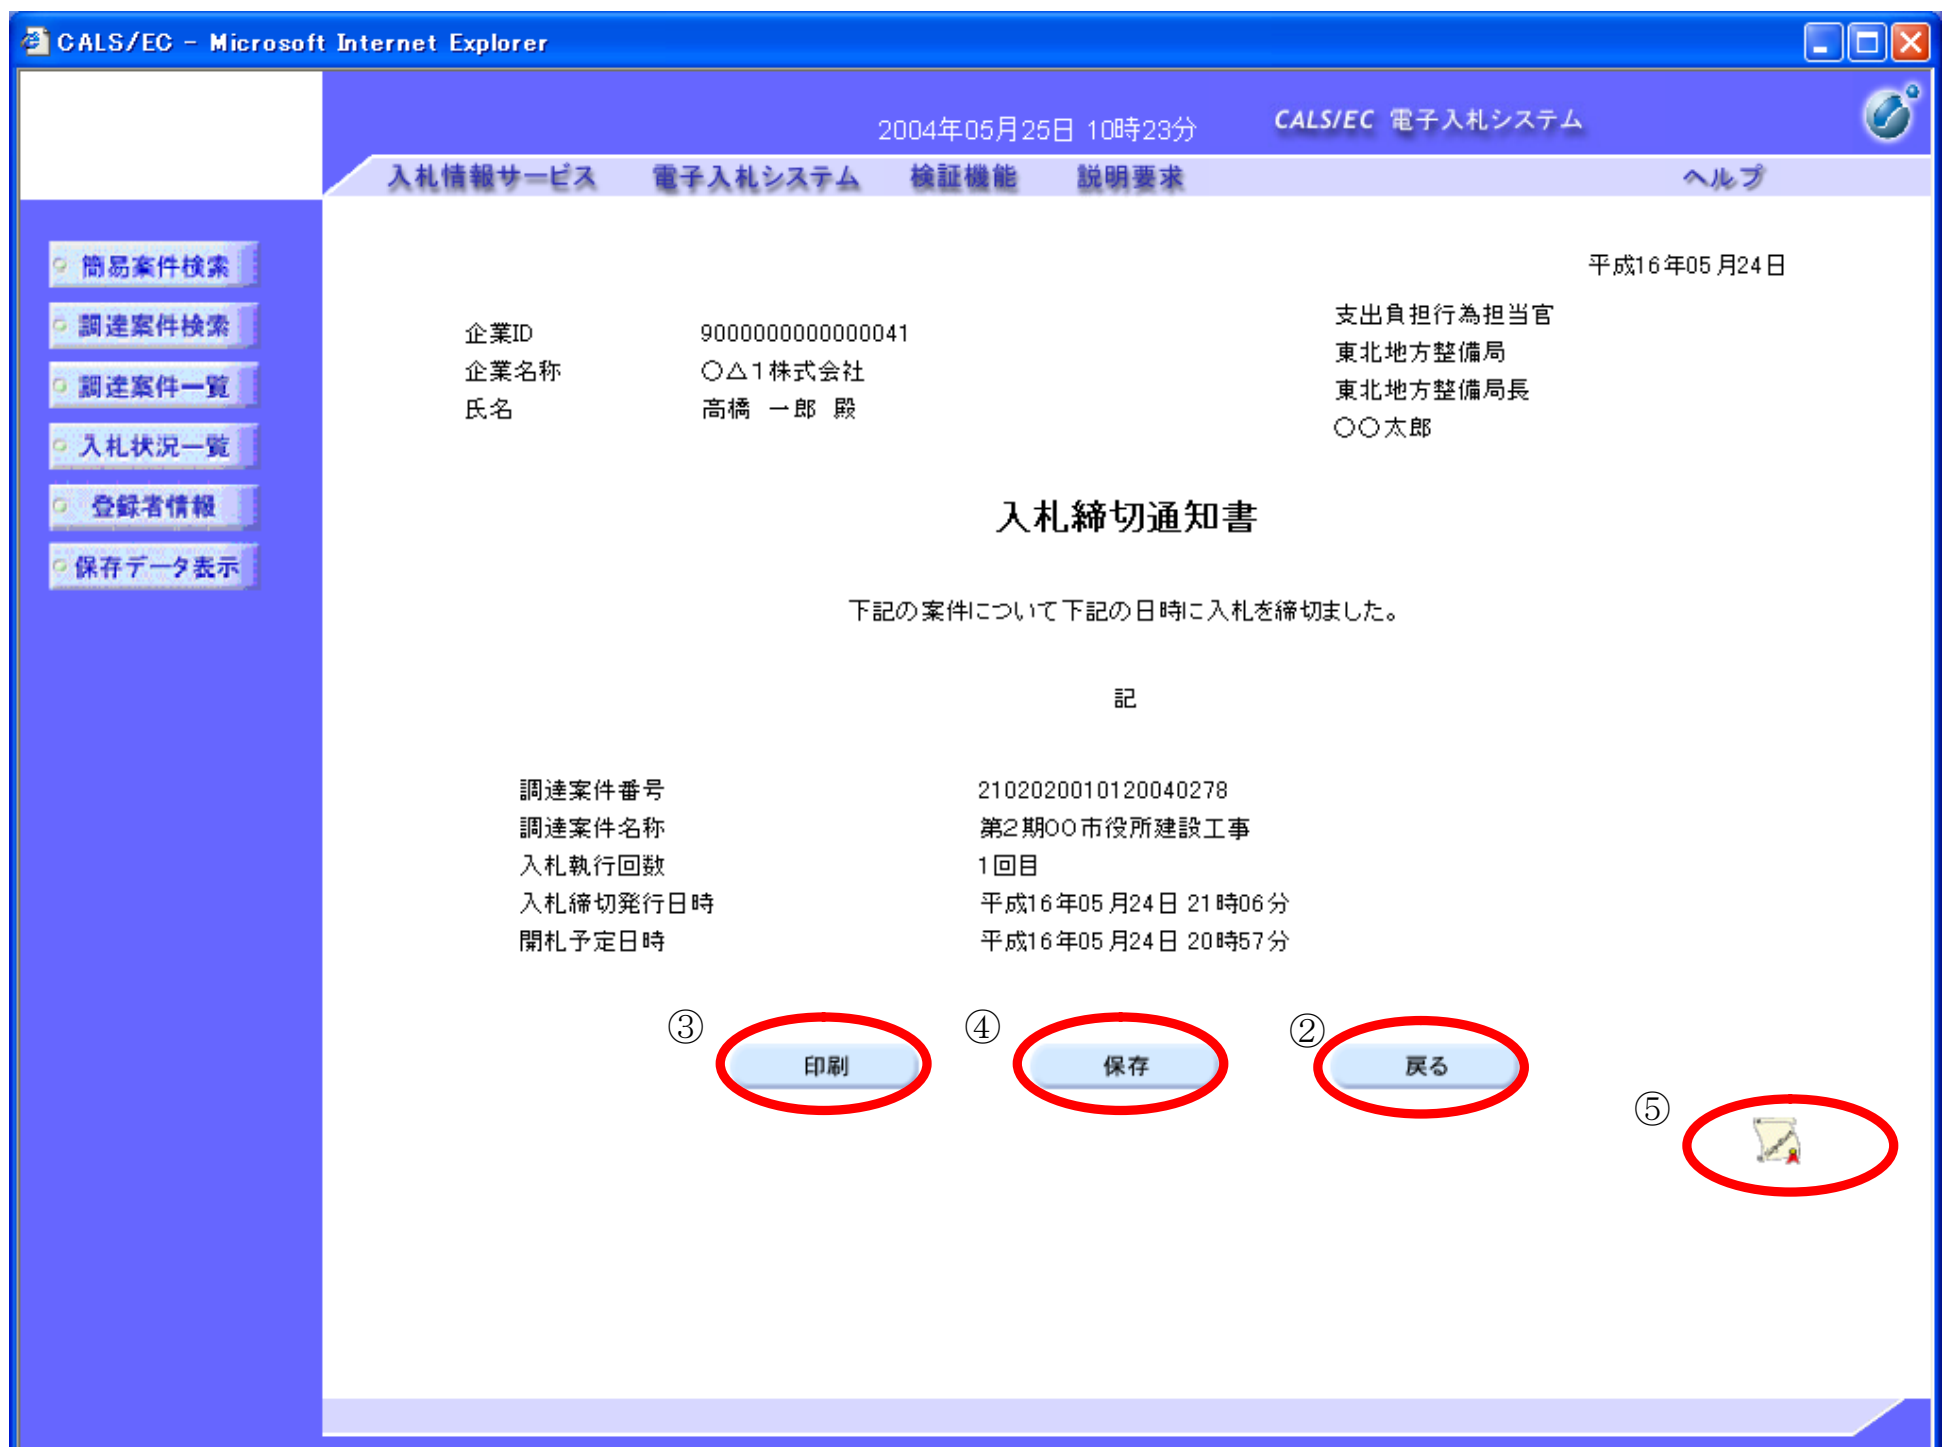 CALS/EC - Microsoft Internet Explorer
2004年05月25日 10時23分
CALS/EC 電子入札システム
入札情報サービス 電子入札システム 検証機能 説明要求 ヘルプ
簡易案件検索
調達案件検索
調達案件一覧
入札状況一覧
登録者情報
保存データ表示
平成16年05月24日
支出負担行為担当官
東北地方整備局
東北地方整備局長
〇〇太郎
企業ID 9000000000000041
企業名称 〇△1株式会社
氏名 高橋 一郎 殿
入札締切通知書
下記の案件について下記の日時に入札を締切ました。
記
調達案件番号 2102020010120040278
調達案件名称 第2期〇〇市役所建設工事
入札執行回数 1回目
入札締切発行日時 平成16年05月24日 21時06分
開札予定日時 平成16年05月24日 20時57分
③ 印刷 ④ 保存 ② 戻る
⑤